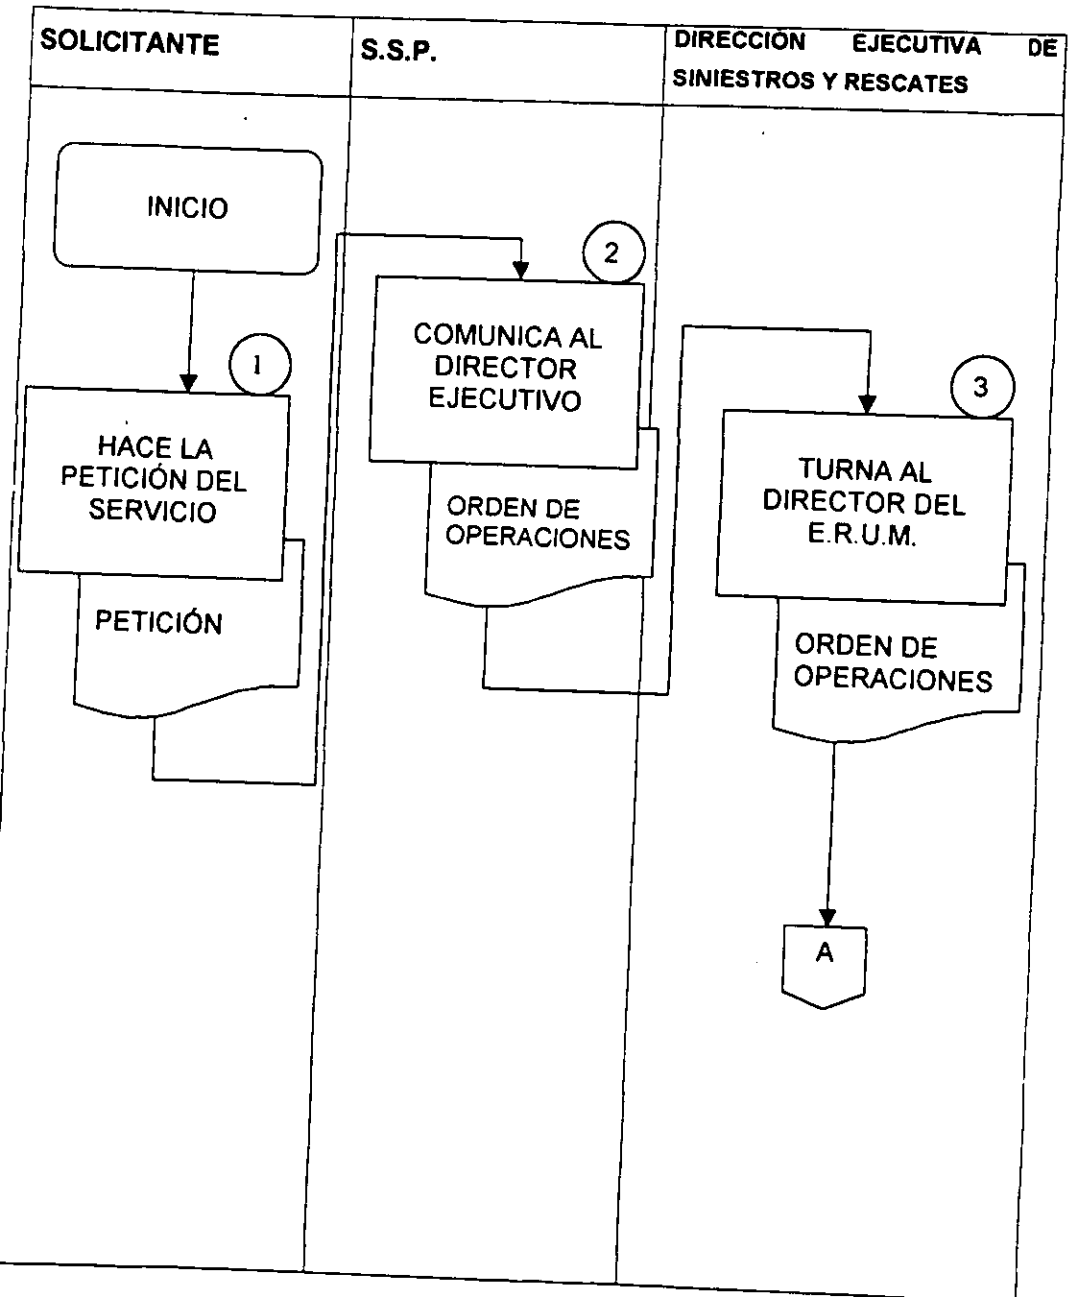 SOLICITANTE
S.S.P.
DIRECCIÓN EJECUTIVA DE
SINIESTROS Y RESCATES
INICIO
1
HACE LA
PETICIÓN DEL
SERVICIO
PETICIÓN
2
COMUNICA AL
DIRECTOR
EJECUTIVO
ORDEN DE
OPERACIONES
3
TURNA AL
DIRECTOR DEL
E.R.U.M.
ORDEN DE
OPERACIONES
A